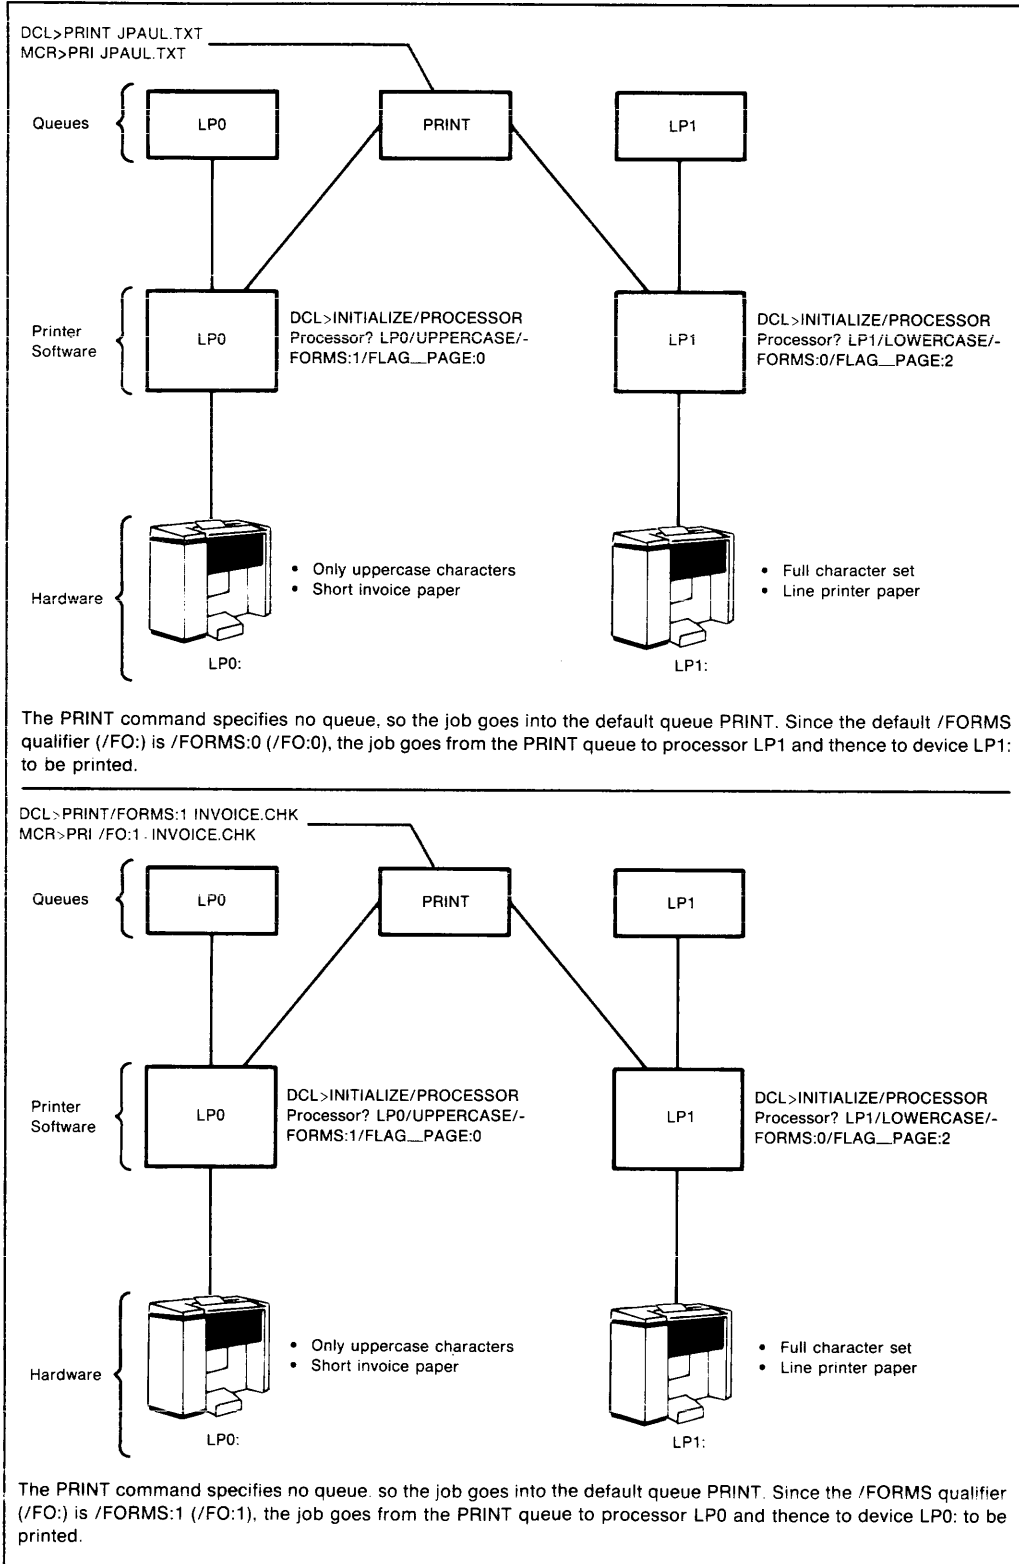 DCL>PRINT JPAUL.TXT
MCR>PRI JPAUL.TXT
Queues
LP0
PRINT
LP1
Printer
Software
LP0
DCL>INITIALIZE/PROCESSOR
Processor? LP0/UPPERCASE/-
FORMS:1/FLAG__PAGE:0
LP1
DCL>INITIALIZE/PROCESSOR
Processor? LP1/LOWERCASE/-
FORMS:0/FLAG__PAGE:2
Hardware
• Only uppercase characters
• Short invoice paper
LP0:
• Full character set
• Line printer paper
LP1:
The PRINT command specifies no queue, so the job goes into the default queue PRINT. Since the default /FORMS
qualifier (/FO:) is /FORMS:0 (/FO:0), the job goes from the PRINT queue to processor LP1 and thence to device LP1:
to be printed.
DCL>PRINT/FORMS:1 INVOICE.CHK
MCR>PRI /FO:1 INVOICE.CHK
Queues
LP0
PRINT
LP1
Printer
Software
LP0
DCL>INITIALIZE/PROCESSOR
Processor? LP0/UPPERCASE/-
FORMS:1/FLAG__PAGE:0
LP1
DCL>INITIALIZE/PROCESSOR
Processor? LP1/LOWERCASE/-
FORMS:0/FLAG__PAGE:2
Hardware
• Only uppercase characters
• Short invoice paper
LP0:
• Full character set
• Line printer paper
LP1:
The PRINT command specifies no queue. so the job goes into the default queue PRINT. Since the /FORMS qualifier
(/FO:) is /FORMS:1 (/FO:1), the job goes from the PRINT queue to processor LP0 and thence to device LP0: to be
printed.